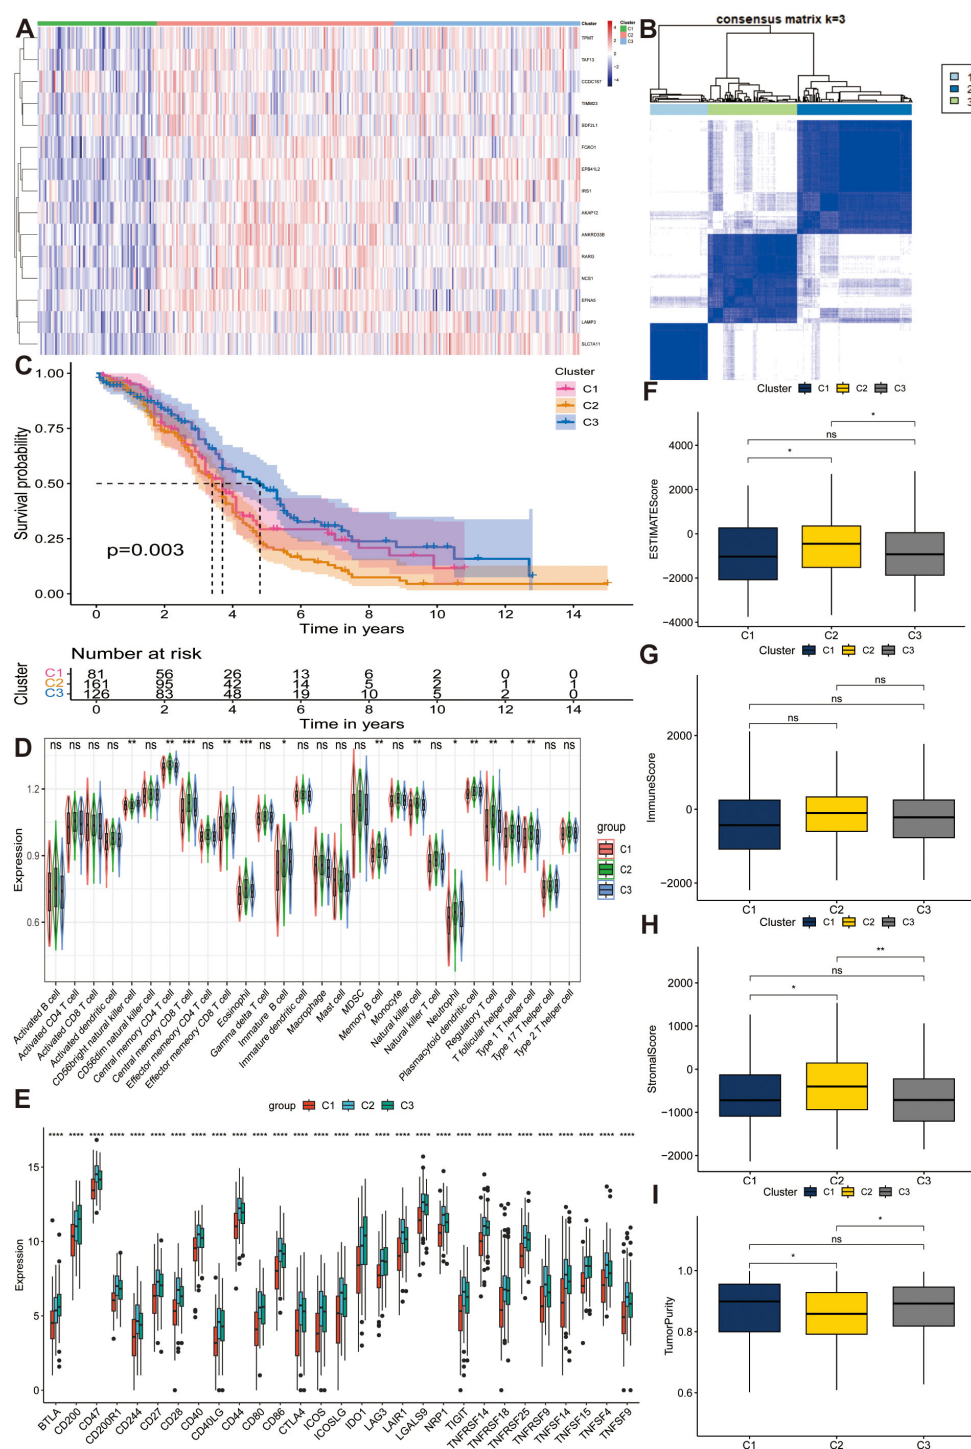 A
Cluster
Cluster
C1
C2
C3
4
2
0
−2
−4
TPMT
TAF13
CCDC167
TIMM23
SDF2L1
FOXO1
EPB41L2
IRS1
AKAP12
ANKRD33B
RARG
NCS1
EFNA5
LAMP3
SLC7A11
B
consensus matrix k=3
1
2
3
C
Cluster
C1
C2
C3
Survival probability
1.00
0.75
0.50
0.25
0.00
p=0.003
0 2 4 6 8 10 12 14
Time in years
Number at risk
Cluster
C1 81 56 26 13 6 2 0 0
C2 161 95 42 14 5 2 1 1
C3 126 83 48 19 10 5 2 0
0 2 4 6 8 10 12 14
Time in years
D
ns ns ns ns ** ns ** *** ns ** *** ns * ns ns ns ns ** ns ** ns * ** ** * ** ns ns
Expression
1.2
0.9
0.6
group
C1
C2
C3
Activated B cell
Activated CD4 T cell
Activated CD8 T cell
Activated dendritic cell
CD56bright natural killer cell
CD56dim natural killer cell
Central memory CD4 T cell
Central memory CD8 T cell
Effector memeory CD4 T cell
Effector memeory CD8 T cell
Eosinophil
Gamma delta T cell
Immature B cell
Immature dendritic cell
Macrophage
Mast cell
MDSC
Memory B cell
Monocyte
Natural killer cell
Natural killer T cell
Neutrophil
Plasmacytoid dendritic cell
Regulatory T cell
T follicular helper cell
Type 1 T helper cell
Type 17 T helper cell
Type 2 T helper cell
E
group C1 C2 C3
**** **** **** **** **** **** **** **** **** **** **** **** **** **** **** **** **** **** **** **** **** **** **** **** **** **** **** **** ****
Expression
15
10
5
0
BTLA
CD200
CD47
CD200R1
CD244
CD27
CD28
CD40
CD40LG
CD44
CD80
CD86
CTLA4
ICOS
ICOSLG
IDO1
LAG3
LAIR1
LGALS9
NRP1
TIGIT
TNFRSF14
TNFRSF18
TNFRSF25
TNFRSF9
TNFSF14
TNFSF15
TNFSF4
TNFSF9
F
Cluster C1 C2 C3
*
ns
*
ESTIMATEScore
4000
2000
0
−2000
−4000
C1 C2 C3
G
Cluster C1 C2 C3
ns
ns
ns
ImmuneScore
2000
0
−2000
C1 C2 C3
H
Cluster C1 C2 C3
**
ns
*
StromalScore
2000
1000
0
−1000
−2000
C1 C2 C3
I
Cluster C1 C2 C3
*
ns
*
TumorPurity
1.0
0.8
0.6
C1 C2 C3